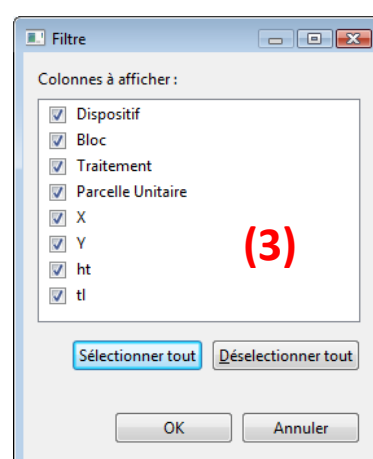 Filtre
Colonnes à afficher :
Dispositif
Bloc
Traitement
Parcelle Unitaire
X
Y
ht
tl
(3)
Sélectionner tout Déselectionner tout
OK Annuler